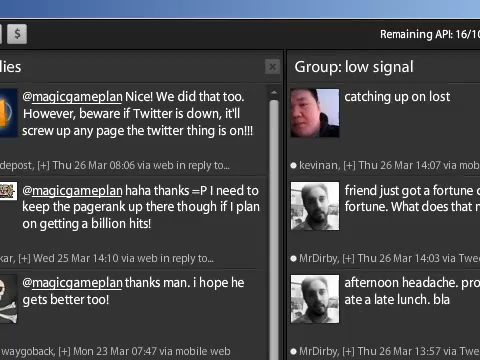 $
Remaining API: 16/10
lies
Group: low signal
@magicgameplan Nice! We did that too.
However, beware if Twitter is down, it'll
screw up any page the twitter thing is on!!!
depost, [+] Thu 26 Mar 08:06 via web in reply to...
@magicgameplan haha thanks =P I need to
keep the pagerank up there though if I plan
on getting a billion hits!
kar, [+] Wed 25 Mar 14:10 via web in reply to...
@magicgameplan thanks man. i hope he
gets better too!
waygoback, [+] Mon 23 Mar 07:47 via mobile web
catching up on lost
kevinan, [+] Thu 26 Mar 14:07 via mob
friend just got a fortune c
fortune. What does that m
MrDirby, [+] Thu 26 Mar 14:03 via Twee
afternoon headache. pro
ate a late lunch. bla
MrDirby, [+] Thu 26 Mar 13:57 via Twee